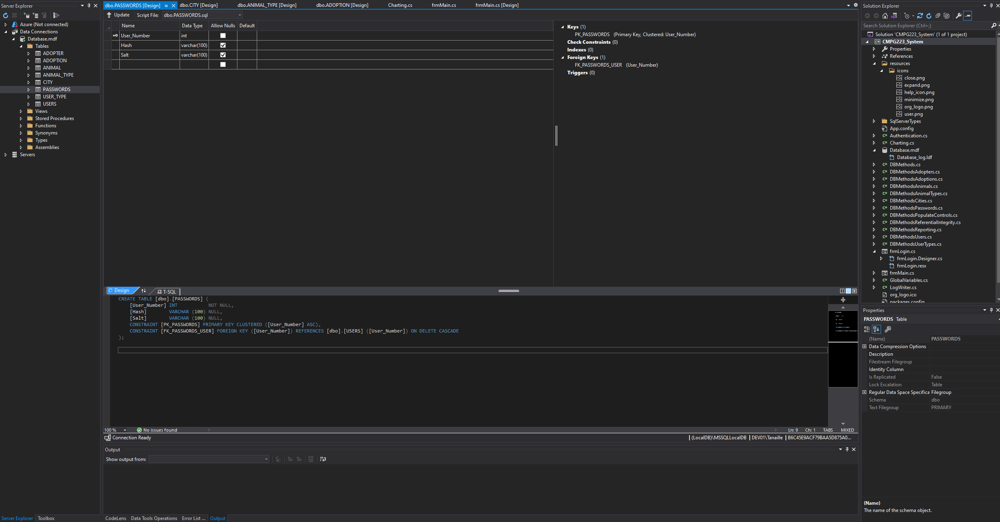 Server Explorer
Azure (Not connected)
Data Connections
Database.mdf
Tables
ADOPTER
ADOPTION
ANIMAL
ANIMAL_TYPE
CITY
PASSWORDS
USER_TYPE
USERS
Views
Stored Procedures
Functions
Synonyms
Types
Assemblies
Servers
Server Explorer Toolbox
dbo.PASSWORDS [Design] dbo.CITY [Design] dbo.ANIMAL_TYPE [Design] dbo.ADOPTION [Design] Charting.cs frmMain.cs frmMain.cs [Design]
Update Script File: dbo.PASSWORDS.sql
Name Data Type Allow Nulls Default
User_Number int
Hash varchar(100)
Salt varchar(100)
Keys (1)
PK_PASSWORDS (Primary Key, Clustered: User_Number)
Check Constraints (0)
Indexes (0)
Foreign Keys (1)
FK_PASSWORDS_USER (User_Number)
Triggers (0)
Design T-SQL
CREATE TABLE [dbo].[PASSWORDS] (
[User_Number] INT NOT NULL,
[Hash] VARCHAR (100) NULL,
[Salt] VARCHAR (100) NULL,
CONSTRAINT [PK_PASSWORDS] PRIMARY KEY CLUSTERED ([User_Number] ASC),
CONSTRAINT [FK_PASSWORDS_USER] FOREIGN KEY ([User_Number]) REFERENCES [dbo].[USERS] ([User_Number]) ON DELETE CASCADE
);
100 % No issues found Ln: 9 Ch: 1 TABS MIXED
Connection Ready (LocalDB)\MSSQLLocalDB DEV01\Tanaille B6C45E9ACF79BAA5D875A0...
Output
Show output from:
CodeLens Data Tools Operations Error List ... Output
Solution Explorer
Search Solution Explorer (Ctrl+;)
Solution 'CMPG223_System' (1 of 1 project)
CMPG223_System
Properties
References
resources
icons
close.png
expand.png
help_icon.png
minimize.png
org_logo.png
user.png
SqlServerTypes
App.config
Authentication.cs
Charting.cs
Database.mdf
Database_log.ldf
DBMethods.cs
DBMethodsAdopters.cs
DBMethodsAdoptions.cs
DBMethodsAnimals.cs
DBMethodsAnimalTypes.cs
DBMethodsCities.cs
DBMethodsPasswords.cs
DBMethodsPopulateControls.cs
DBMethodsReferentialIntegrity.cs
DBMethodsReporting.cs
DBMethodsUsers.cs
DBMethodsUserTypes.cs
frmLogin.cs
frmLogin.Designer.cs
frmLogin.resx
frmMain.cs
GlobalVariables.cs
LogWriter.cs
org_logo.ico
packages.config
Properties
PASSWORDS Table
(Name) PASSWORDS
Data Compression Options
Description
Filestream Filegroup
Identity Column
Is Replicated False
Lock Escalation Table
Regular Data Space Specifica Filegroup
Schema dbo
Text Filegroup PRIMARY
(Name)
The name of the schema object.